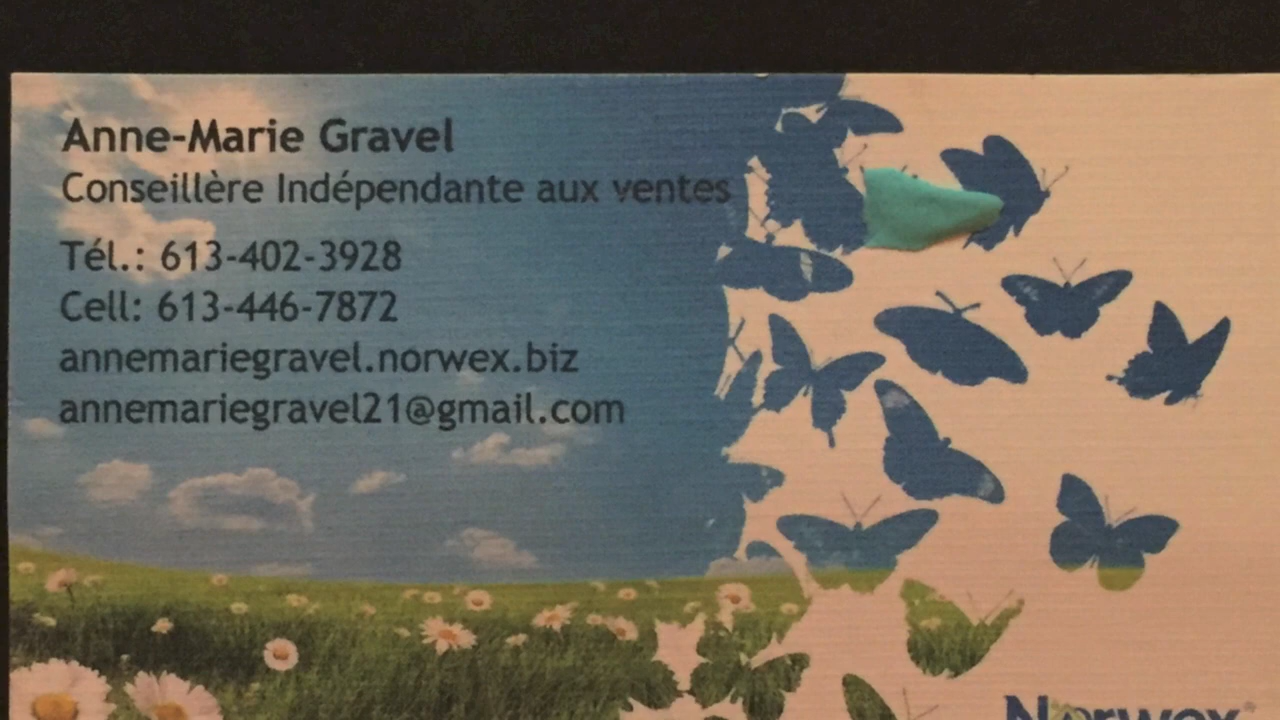 Anne-Marie Gravel
Conseillère Indépendante aux ventes
Tél.: 613-402-3928
Cell: 613-446-7872
annemariegravel.norwex.biz
annemariegravel21@gmail.com
Norwex®